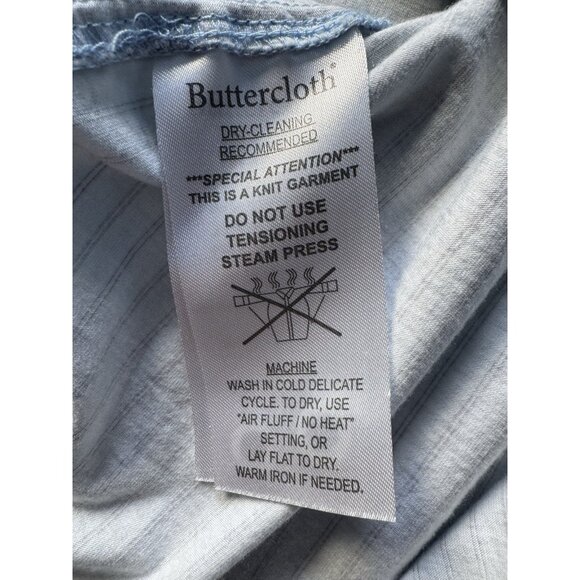 Buttercloth®
DRY-CLEANING
RECOMMENDED
***SPECIAL ATTENTION***
THIS IS A KNIT GARMENT
DO NOT USE
TENSIONING
STEAM PRESS
MACHINE
WASH IN COLD DELICATE
CYCLE. TO DRY, USE
"AIR FLUFF / NO HEAT"
SETTING, OR
LAY FLAT TO DRY.
WARM IRON IF NEEDED.